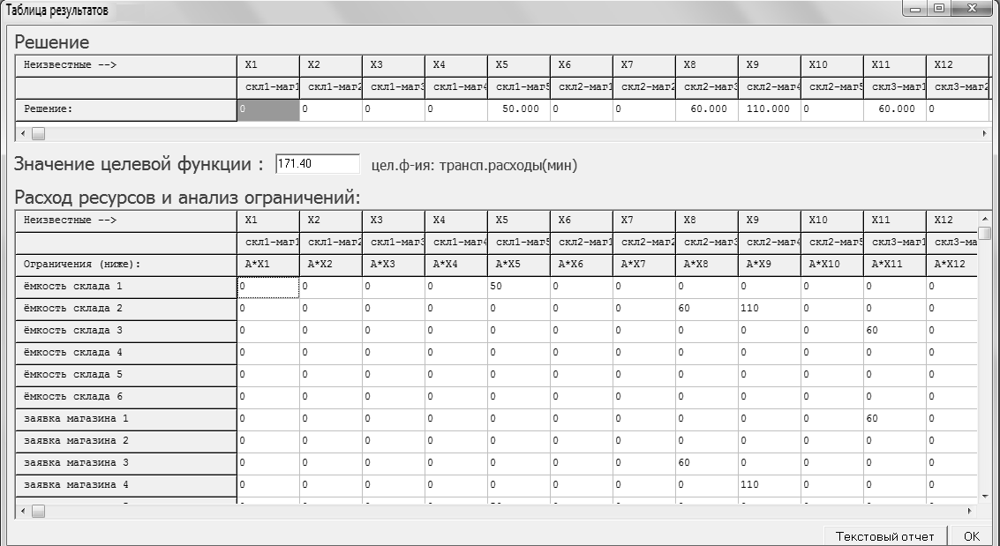 Таблица результатов
Решение
Неизвестные --> X1 X2 X3 X4 X5 X6 X7 X8 X9 X10 X11 X12
скл1-маг1 скл1-маг2 скл1-маг3 скл1-маг4 скл1-маг5 скл2-маг1 скл2-маг2 скл2-маг3 скл2-маг4 скл2-маг5 скл3-маг1 скл3-маг2
Решение: 0 0 0 0 50.000 0 0 60.000 110.000 0 60.000 0
Значение целевой функции : 171.40 цел.ф-ия: трансп.расходы(мин)
Расход ресурсов и анализ ограничений:
Неизвестные --> X1 X2 X3 X4 X5 X6 X7 X8 X9 X10 X11 X12
скл1-маг1 скл1-маг2 скл1-маг3 скл1-маг4 скл1-маг5 скл2-маг1 скл2-маг2 скл2-маг3 скл2-маг4 скл2-маг5 скл3-маг1 скл3-ма
Ограничения (ниже): A*X1 A*X2 A*X3 A*X4 A*X5 A*X6 A*X7 A*X8 A*X9 A*X10 A*X11 A*X12
ёмкость склада 1 0 0 0 0 50 0 0 0 0 0 0 0
ёмкость склада 2 0 0 0 0 0 0 0 60 110 0 0 0
ёмкость склада 3 0 0 0 0 0 0 0 0 0 0 60 0
ёмкость склада 4 0 0 0 0 0 0 0 0 0 0 0 0
ёмкость склада 5 0 0 0 0 0 0 0 0 0 0 0 0
ёмкость склада 6 0 0 0 0 0 0 0 0 0 0 0 0
заявка магазина 1 0 0 0 0 0 0 0 0 0 0 60 0
заявка магазина 2 0 0 0 0 0 0 0 0 0 0 0 0
заявка магазина 3 0 0 0 0 0 0 0 60 0 0 0 0
заявка магазина 4 0 0 0 0 0 0 0 0 110 0 0 0
Текстовый отчет OK